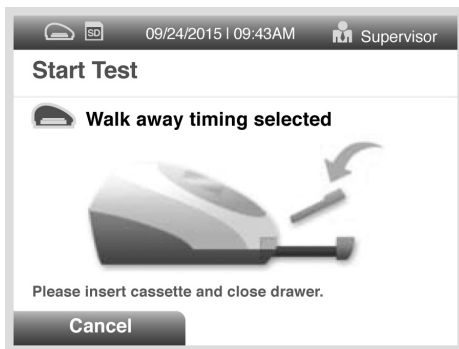 SD 09/24/2015 | 09:43AM Supervisor
Start Test
Walk away timing selected
Please insert cassette and close drawer.
Cancel